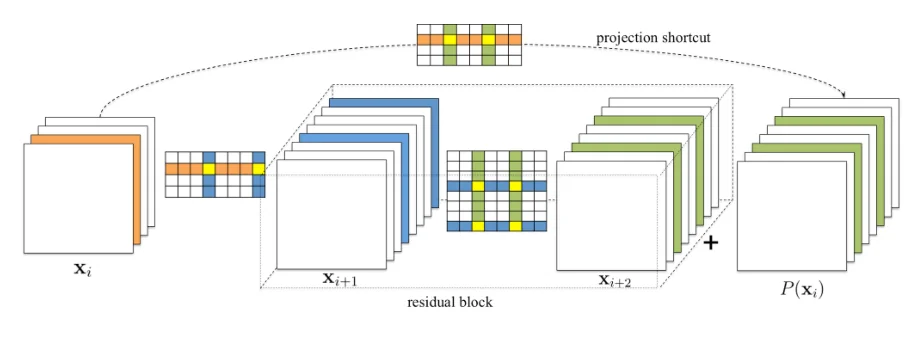 projection shortcut
x_i
x_{i+1}
x_{i+2}
+
P(x_i)
residual block